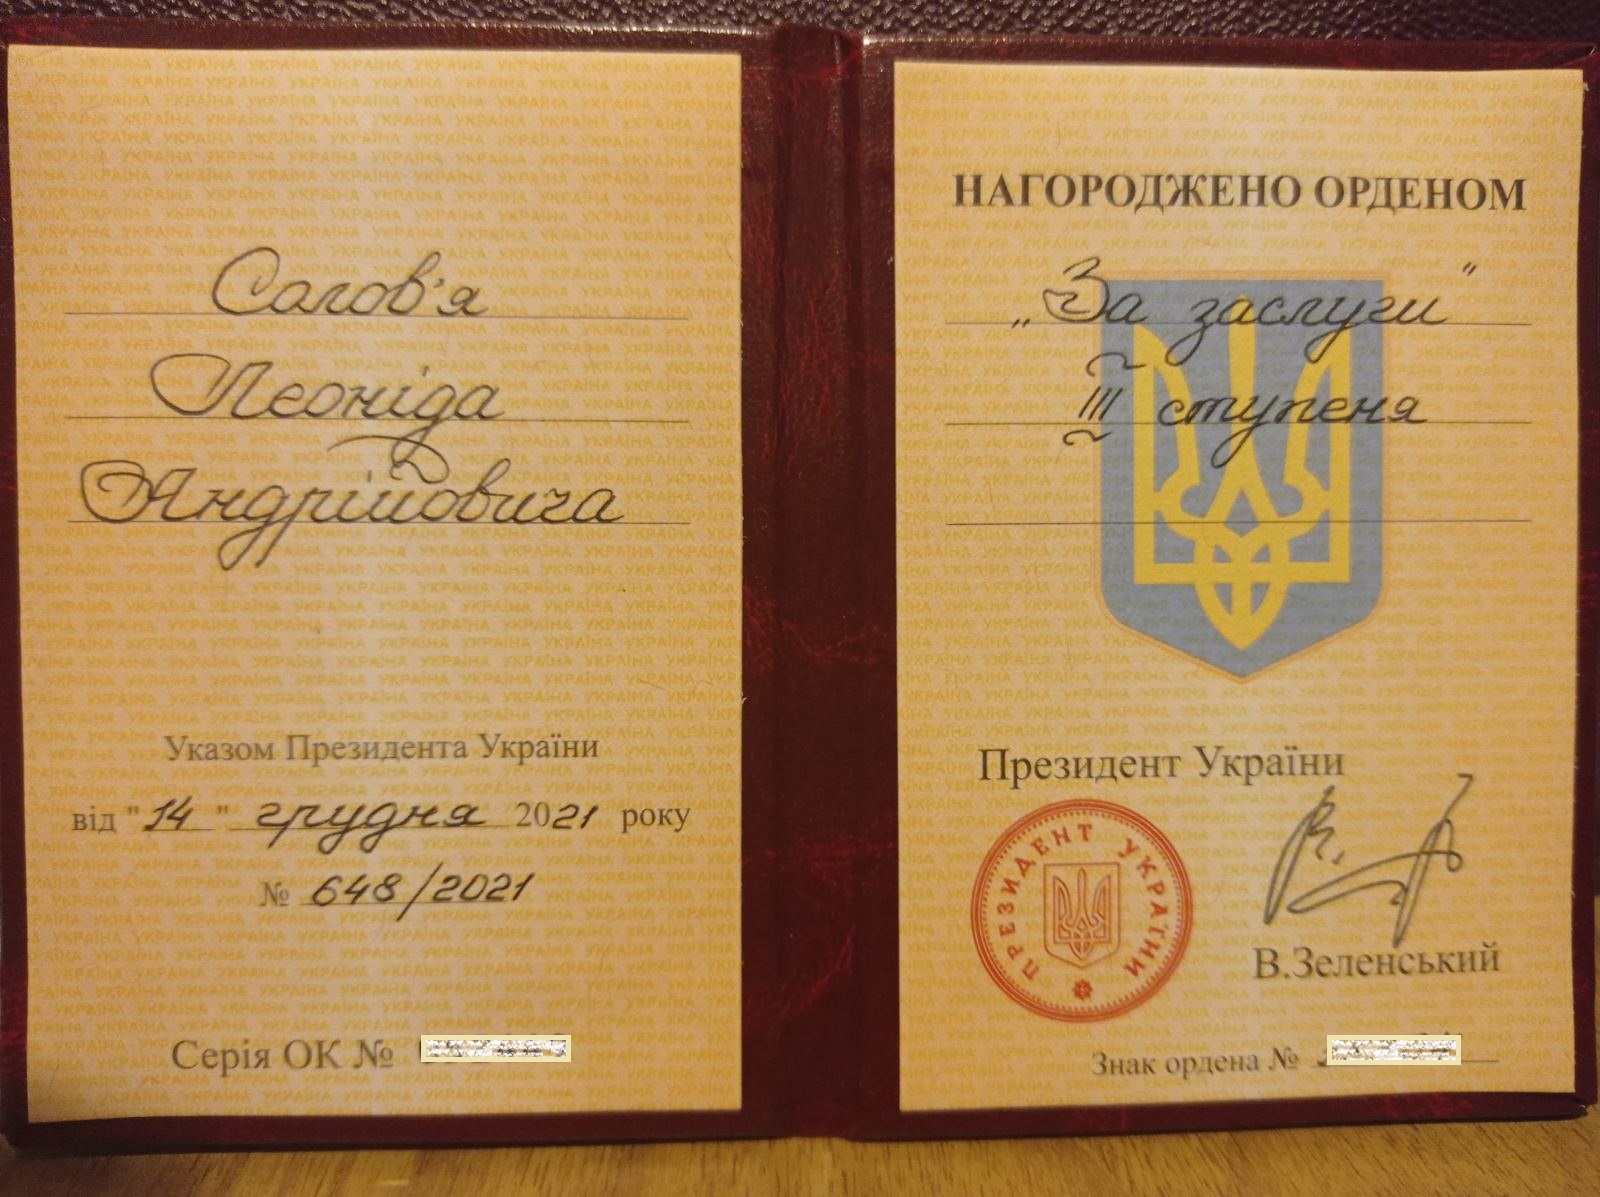 Солов'я
Леоніда
Андрійовича
Указом Президента України
від "14" грудня 2021 року
№ 648/2021
Серія ОК №
НАГОРОДЖЕНО ОРДЕНОМ
„За заслуги"
III ступеня
Президент України
ПРЕЗИДЕНТ УКРАЇНИ
В.Зеленський
Знак ордена №